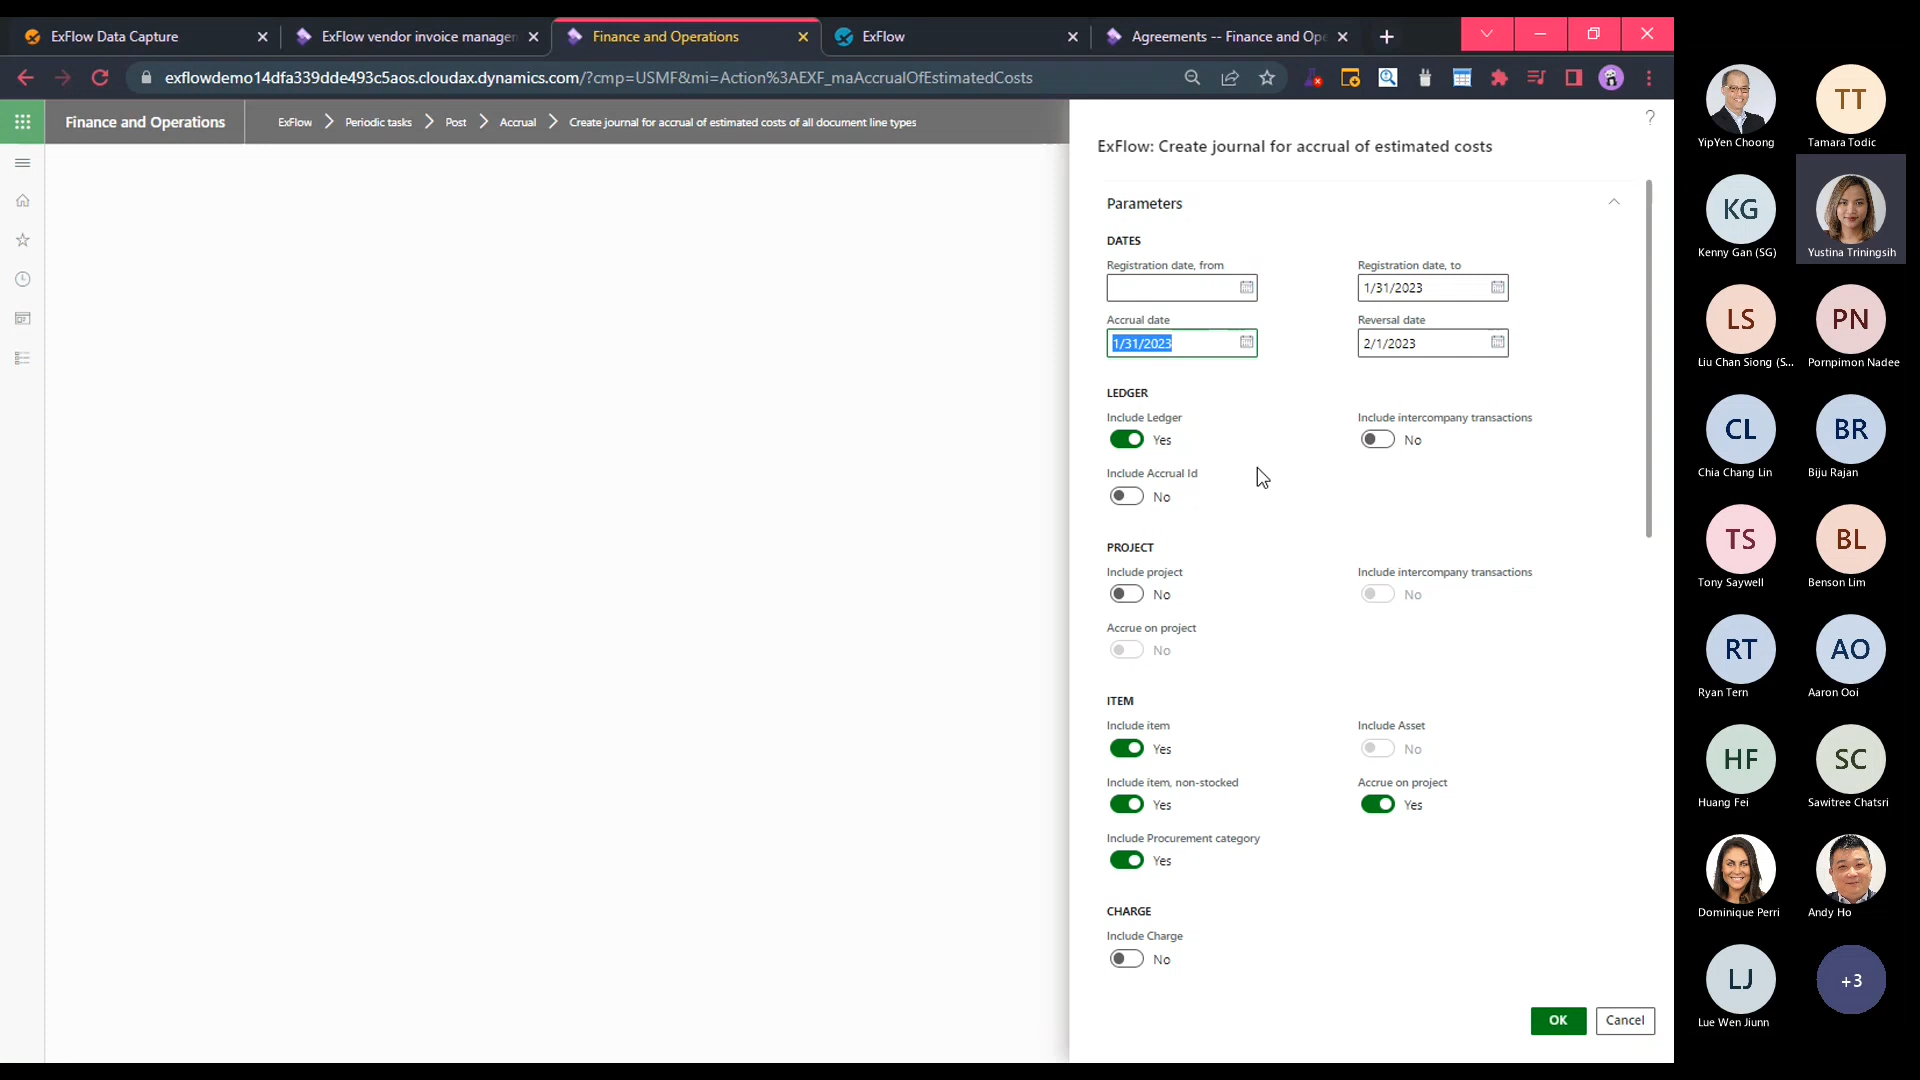 ExFlow Data Capture
ExFlow vendor invoice manager
Finance and Operations
ExFlow
Agreements -- Finance and Ope
exflowdemo14dfa339dde493c5aos.cloudax.dynamics.com/?cmp=USMF&mi=Action%3AEXF_maAccrualOfEstimatedCosts
Finance and Operations
ExFlow > Periodic tasks > Post > Accrual > Create journal for accrual of estimated costs of all document line types
?
ExFlow: Create journal for accrual of estimated costs
Parameters
DATES
Registration date, from
Registration date, to
1/31/2023
Accrual date
Reversal date
1/31/2023
2/1/2023
LEDGER
Include Ledger
Include intercompany transactions
Yes
No
Include Accrual Id
No
PROJECT
Include project
Include intercompany transactions
No
No
Accrue on project
No
ITEM
Include item
Include Asset
Yes
No
Include item, non-stocked
Accrue on project
Yes
Yes
Include Procurement category
Yes
CHARGE
Include Charge
No
OK
Cancel
TT
YipYen Choong
Tamara Todic
KG
Kenny Gan (SG)
Yustina Triningsih
LS
PN
Liu Chan Siong (S...
Pornpimon Nadee
CL
BR
Chia Chang Lin
Biju Rajan
TS
BL
Tony Saywell
Benson Lim
RT
AO
Ryan Tern
Aaron Ooi
HF
SC
Huang Fei
Sawitree Chatsri
Dominique Perri
Andy Ho
LJ
+3
Lue Wen Jiunn